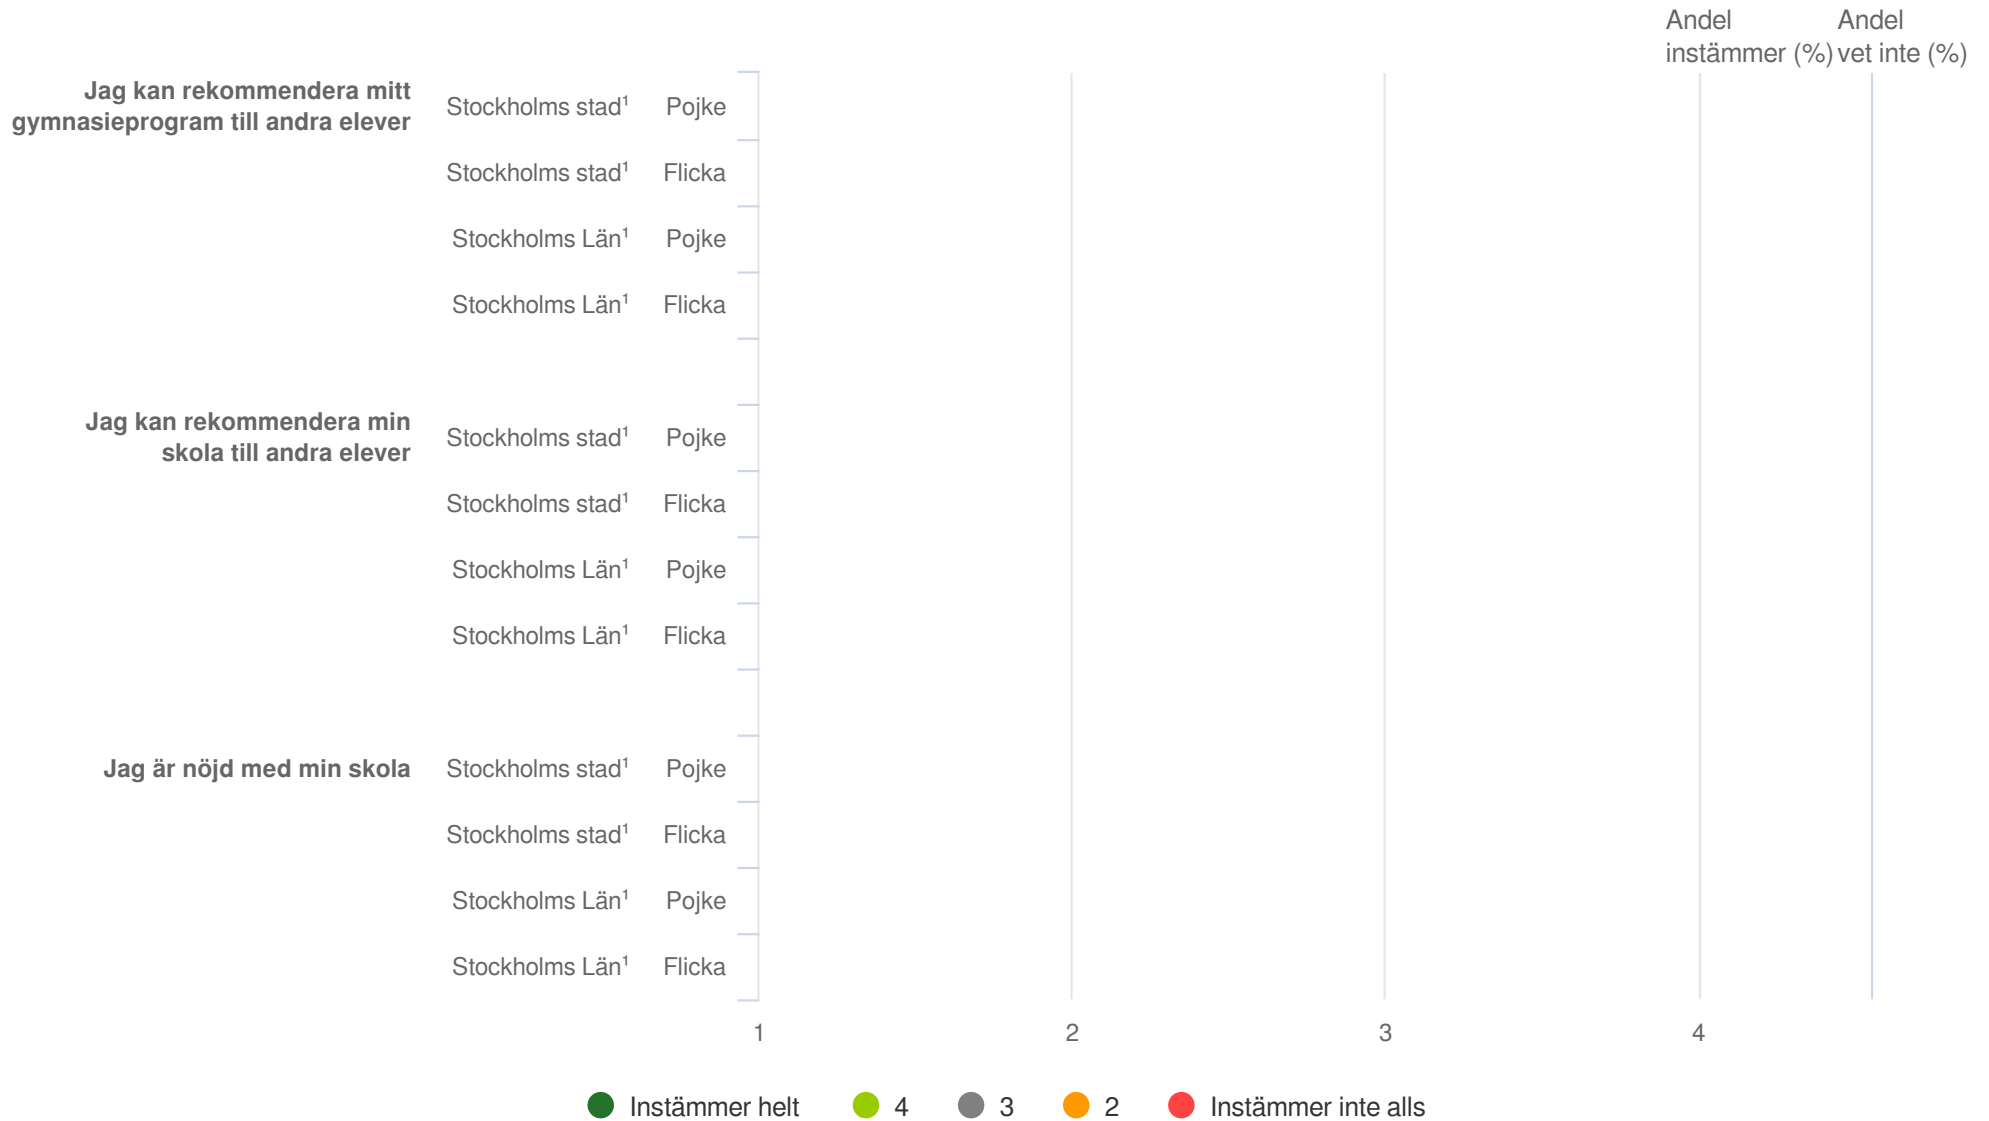 Andel
instämmer (%)
Andel
vet inte (%)
Jag kan rekommendera mitt
gymnasieprogram till andra elever
Stockholms stad¹ Pojke
Stockholms stad¹ Flicka
Stockholms Län¹ Pojke
Stockholms Län¹ Flicka
Jag kan rekommendera min
skola till andra elever
Stockholms stad¹ Pojke
Stockholms stad¹ Flicka
Stockholms Län¹ Pojke
Stockholms Län¹ Flicka
Jag är nöjd med min skola
Stockholms stad¹ Pojke
Stockholms stad¹ Flicka
Stockholms Län¹ Pojke
Stockholms Län¹ Flicka
1 2 3 4
Instämmer helt 4 3 2 Instämmer inte alls